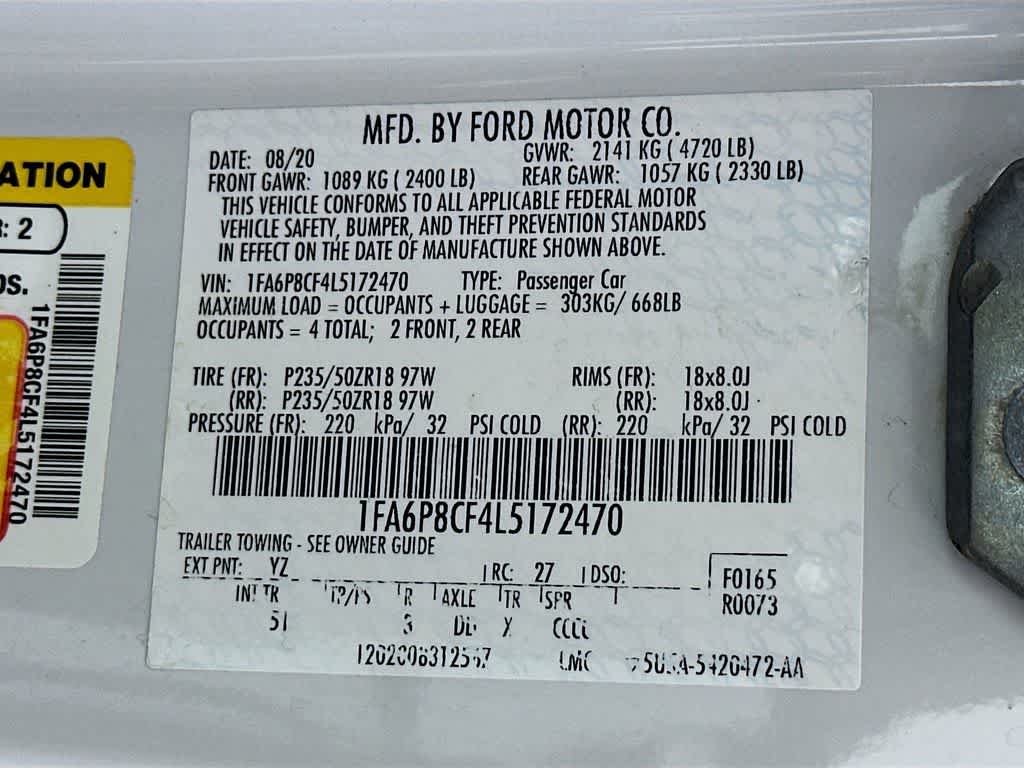 MFD. BY FORD MOTOR CO.
DATE: 08/20 GVWR: 2141 KG ( 4720 LB)
FRONT GAWR: 1089 KG ( 2400 LB) REAR GAWR: 1057 KG ( 2330 LB)
THIS VEHICLE CONFORMS TO ALL APPLICABLE FEDERAL MOTOR
VEHICLE SAFETY, BUMPER, AND THEFT PREVENTION STANDARDS
IN EFFECT ON THE DATE OF MANUFACTURE SHOWN ABOVE.
VIN: 1FA6P8CF4L5172470 TYPE: Passenger Car
MAXIMUM LOAD = OCCUPANTS + LUGGAGE = 303KG/ 668LB
OCCUPANTS = 4 TOTAL; 2 FRONT, 2 REAR
TIRE (FR): P235/50ZR18 97W RIMS (FR): 18x8.0J
(RR): P235/50ZR18 97W (RR): 18x8.0J
PRESSURE (FR): 220 kPa/ 32 PSI COLD (RR): 220 kPa/ 32 PSI COLD
1FA6P8CF4L5172470
TRAILER TOWING - SEE OWNER GUIDE
EXT PNT: YZ RC: 27 DSO: F0165
R0073
INT TR TP/PS R AXLE TR SPR
51 X
ATION
: 2
1FA6P8CF4L5172470